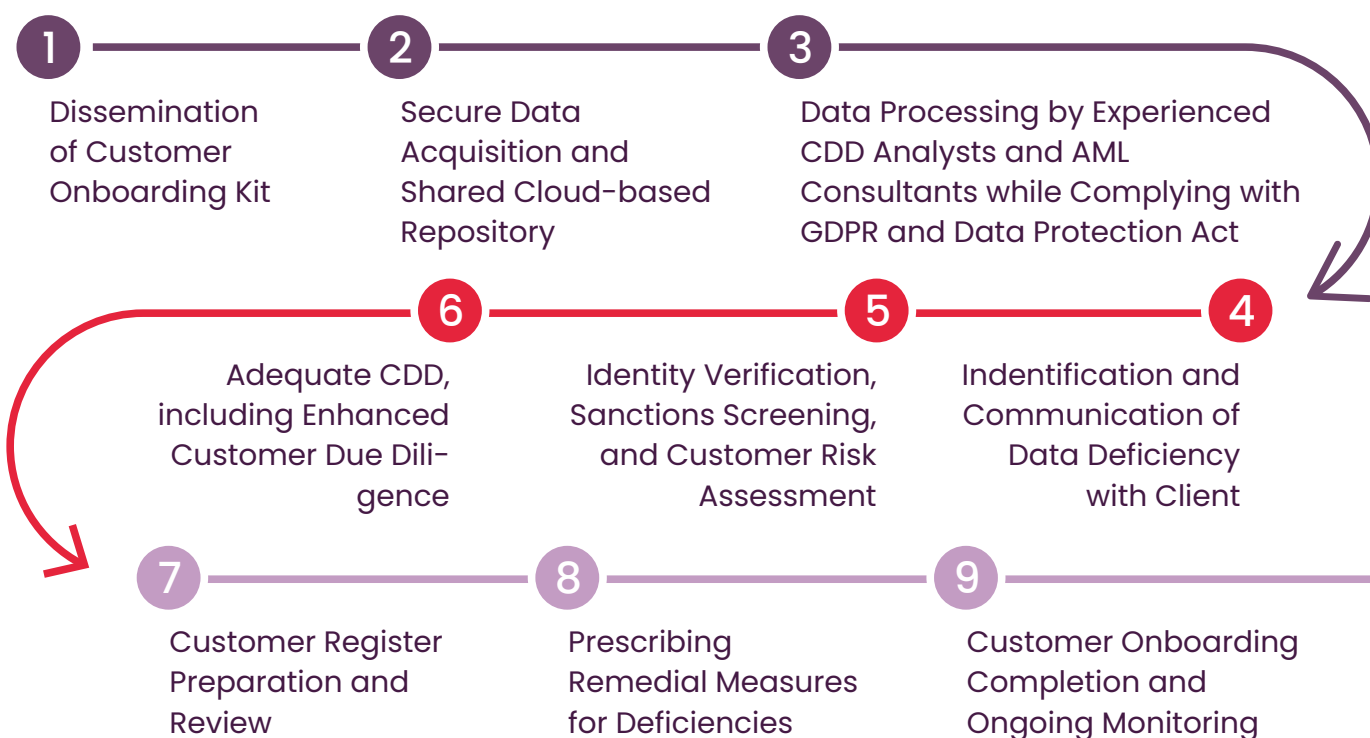 1
Dissemination
of Customer
Onboarding Kit
2
Secure Data
Acquisition and
Shared Cloud-based
Repository
3
Data Processing by Experienced
CDD Analysts and AML
Consultants while Complying with
GDPR and Data Protection Act
4
Indentification and
Communication of
Data Deficiency
with Client
5
Identity Verification,
Sanctions Screening,
and Customer Risk
Assessment
6
Adequate CDD,
including Enhanced
Customer Due Dili-
gence
7
Customer Register
Preparation and
Review
8
Prescribing
Remedial Measures
for Deficiencies
9
Customer Onboarding
Completion and
Ongoing Monitoring